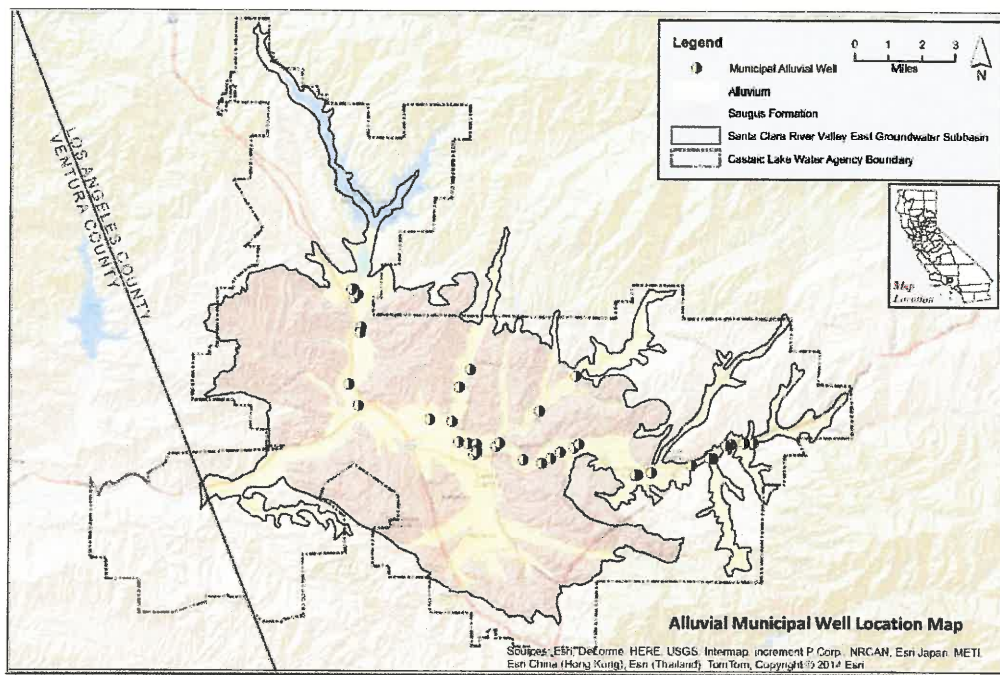 Legend
0 1 2 3
Miles
N
Municipal Alluvial Well
Alluvium
Saugus Formation
Santa Clara River Valley East Groundwater Subbasin
Castaic Lake Water Agency Boundary
LOS ANGELES COUNTY
VENTURA COUNTY
Map
Location
Alluvial Municipal Well Location Map
Sources: Esri, DeLorme, HERE, USGS, Intermap, increment P Corp., NRCAN, Esri Japan, METI,
Esri China (Hong Kong), Esri (Thailand), TomTom, Copyright © 2014 Esri